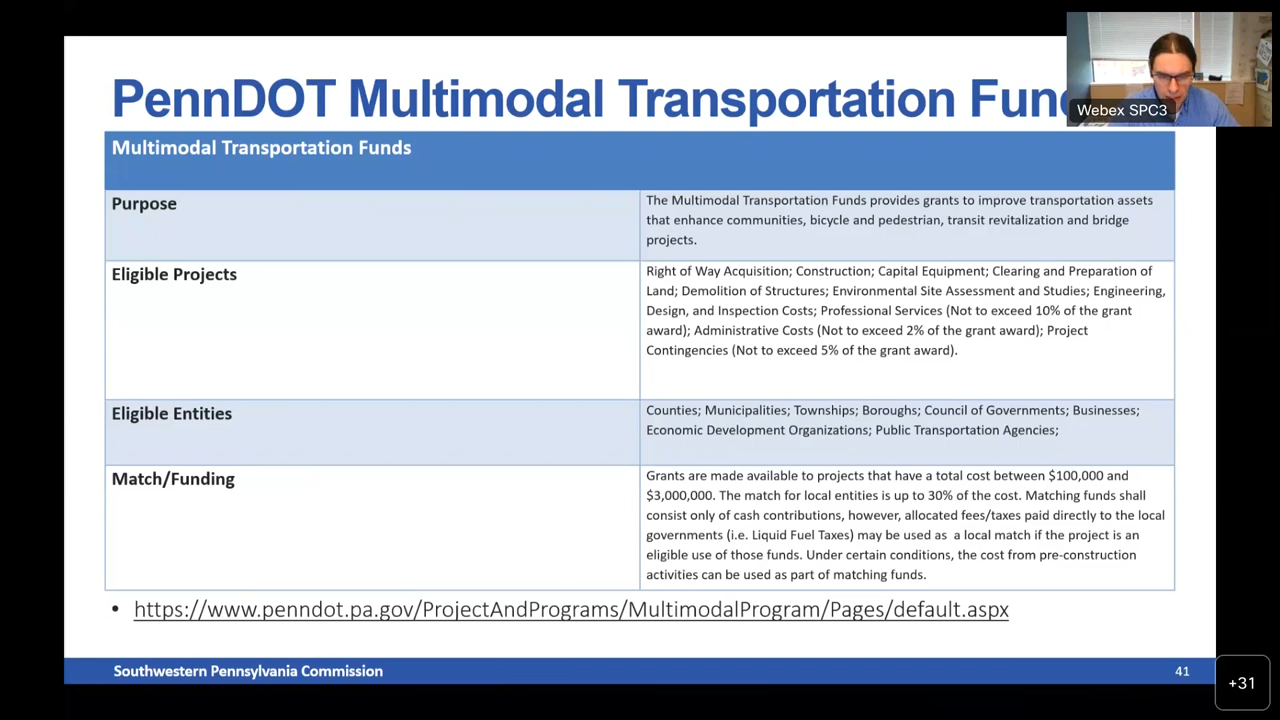 PennDOT Multimodal Transportation Fun
Webex SPC3
Multimodal Transportation Funds
Purpose
The Multimodal Transportation Funds provides grants to improve transportation assets
that enhance communities, bicycle and pedestrian, transit revitalization and bridge
projects.
Eligible Projects
Right of Way Acquisition; Construction; Capital Equipment; Clearing and Preparation of
Land; Demolition of Structures; Environmental Site Assessment and Studies; Engineering,
Design, and Inspection Costs; Professional Services (Not to exceed 10% of the grant
award); Administrative Costs (Not to exceed 2% of the grant award); Project
Contingencies (Not to exceed 5% of the grant award).
Eligible Entities
Counties; Municipalities; Townships; Boroughs; Council of Governments; Businesses;
Economic Development Organizations; Public Transportation Agencies;
Match/Funding
Grants are made available to projects that have a total cost between $100,000 and
$3,000,000. The match for local entities is up to 30% of the cost. Matching funds shall
consist only of cash contributions, however, allocated fees/taxes paid directly to the local
governments (i.e. Liquid Fuel Taxes) may be used as a local match if the project is an
eligible use of those funds. Under certain conditions, the cost from pre-construction
activities can be used as part of matching funds.
• https://www.penndot.pa.gov/ProjectAndPrograms/MultimodalProgram/Pages/default.aspx
Southwestern Pennsylvania Commission
41
+31